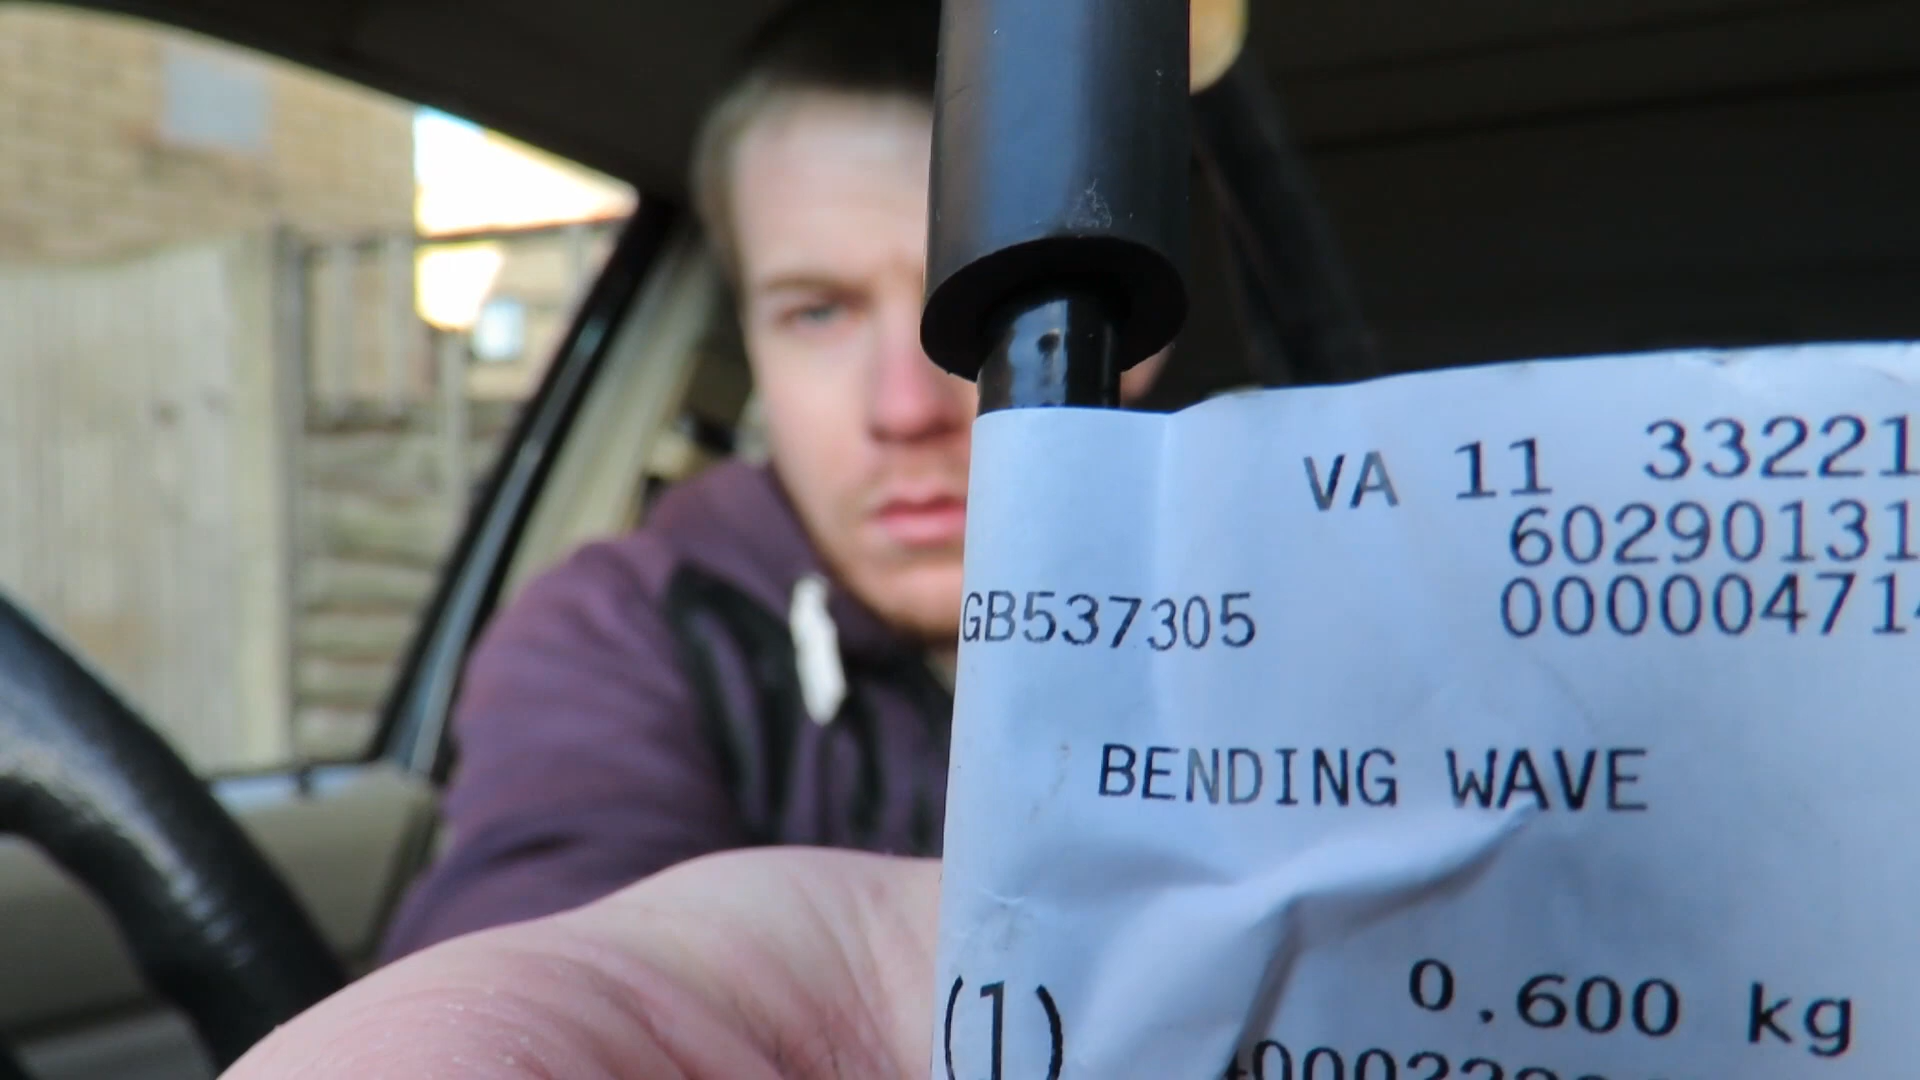 VA 11 33221
60290131
GB537305 00000471
BENDING WAVE
0.600 kg
(1)